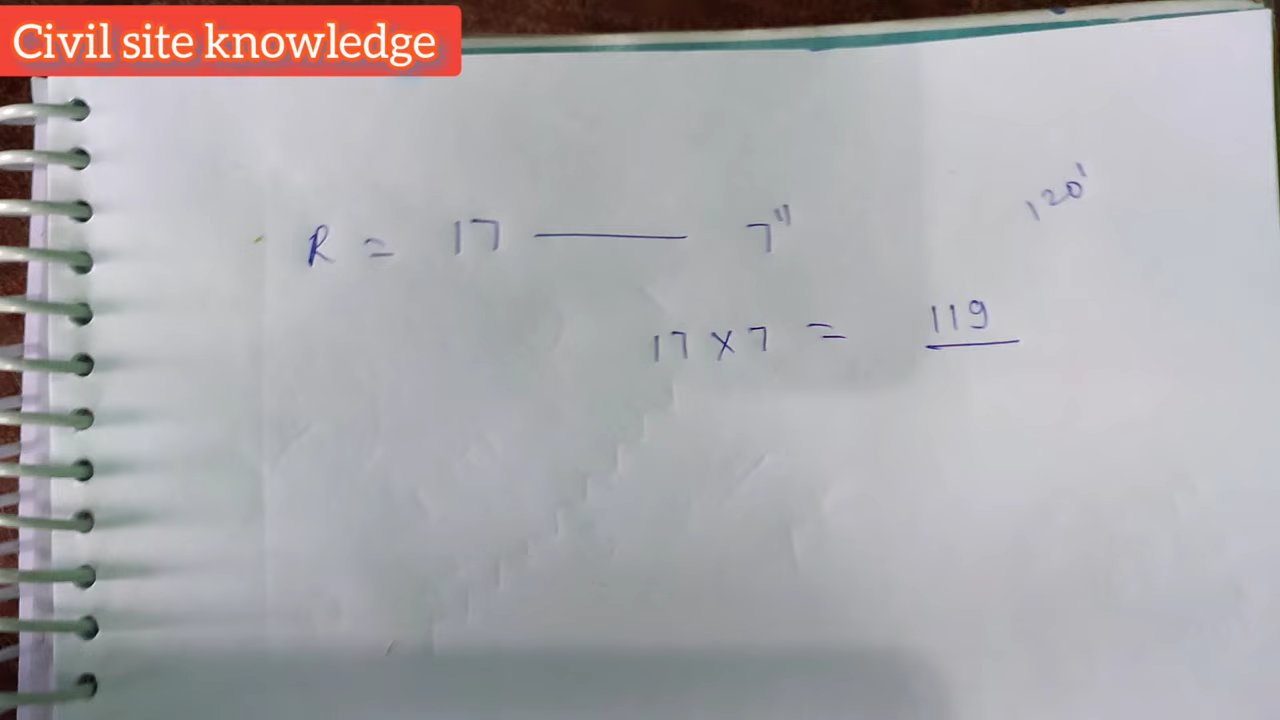 Civil site knowledge
120'
R = 17 —— 7"
17 x 7 = 119